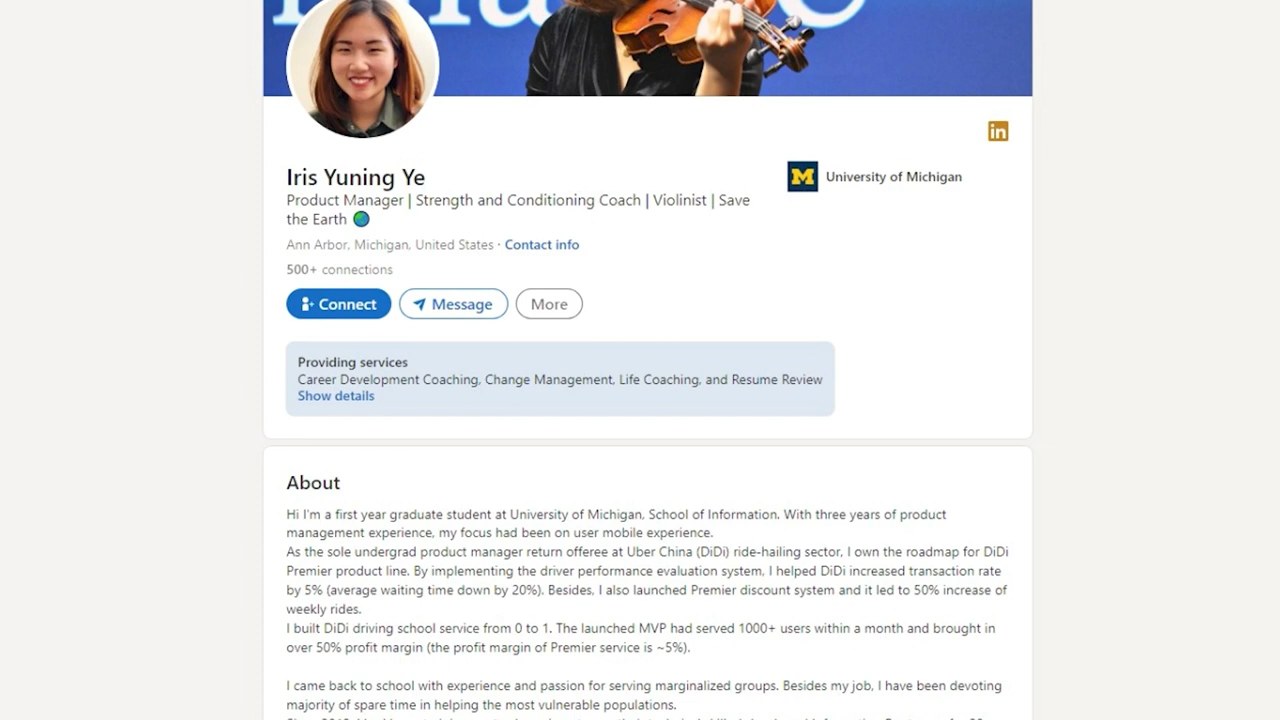 in
Iris Yuning Ye
M
University of Michigan
Product Manager | Strength and Conditioning Coach | Violinist | Save
the Earth
Ann Arbor, Michigan, United States · Contact info
500+ connections
Connect
Message
More
Providing services
Career Development Coaching, Change Management, Life Coaching, and Resume Review
Show details
About
Hi I'm a first year graduate student at University of Michigan, School of Information. With three years of product
management experience, my focus had been on user mobile experience.
As the sole undergrad product manager return offeree at Uber China (DiDi) ride-hailing sector, I own the roadmap for DiDi
Premier product line. By implementing the driver performance evaluation system, I helped DiDi increased transaction rate
by 5% (average waiting time down by 20%). Besides, I also launched Premier discount system and it led to 50% increase of
weekly rides.
I built DiDi driving school service from 0 to 1. The launched MVP had served 1000+ users within a month and brought in
over 50% profit margin (the profit margin of Premier service is ~5%).
I came back to school with experience and passion for serving marginalized groups. Besides my job, I have been devoting
majority of spare time in helping the most vulnerable populations.